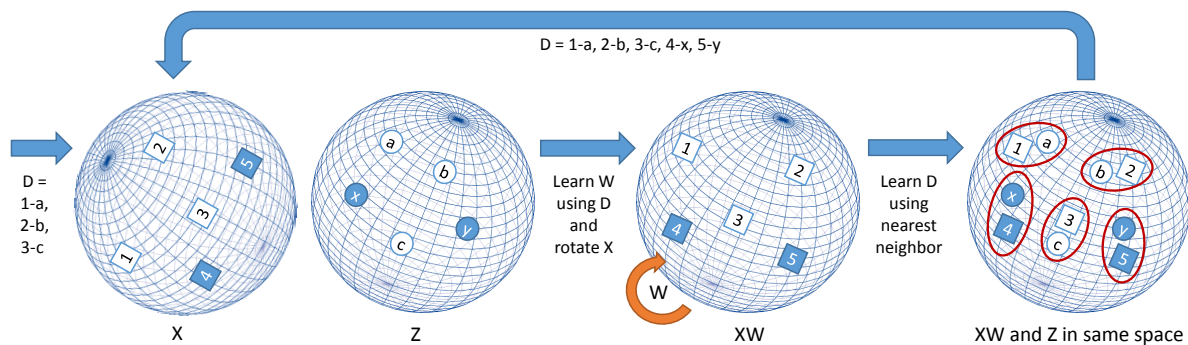 D = 1-a, 2-b, 3-c, 4-x, 5-y
D =
1-a,
2-b,
3-c
2
5
3
1
4
X
a
b
x
y
c
Z
Learn W
using D
and
rotate X
1
2
3
4
5
W
XW
Learn D
using
nearest
neighbor
1 a
b 2
x
4
3
c
y
5
XW and Z in same space